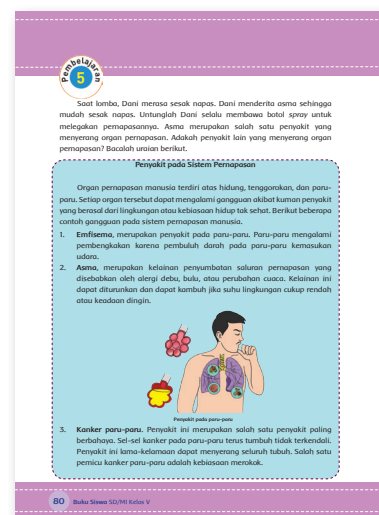 Pembelajaran
5
Saat lomba, Dani merasa sesak napas. Dani menderita asma sehingga
mudah sesak napas. Untunglah Dani selalu membawa botol spray untuk
melegakan pernapasannya. Asma merupakan salah satu penyakit yang
menyerang organ pernapasan. Adakah penyakit lain yang menyerang organ
pernapasan? Bacalah uraian berikut.
Penyakit pada Sistem Pernapasan
Organ pernapasan manusia terdiri atas hidung, tenggorokan, dan paru-
paru. Setiap organ tersebut dapat mengalami gangguan akibat kuman penyakit
yang berasal dari lingkungan atau kebiasaan hidup tak sehat. Berikut beberapa
contoh gangguan pada sistem pernapasan manusia.
1. Emfisema, merupakan penyakit pada paru-paru. Paru-paru mengalami
pembengkakan karena pembuluh darah pada paru-paru kemasukan
udara.
2. Asma, merupakan kelainan penyumbatan saluran pernapasan yang
disebabkan oleh alergi debu, bulu, atau perubahan cuaca. Kelainan ini
dapat diturunkan dan dapat kambuh jika suhu lingkungan cukup rendah
atau keadaan dingin.
Penyakit pada paru-paru
3. Kanker paru-paru. Penyakit ini merupakan salah satu penyakit paling
berbahaya. Sel-sel kanker pada paru-paru terus tumbuh tidak terkendali.
Penyakit ini lama-kelamaan dapat menyerang seluruh tubuh. Salah satu
pemicu kanker paru-paru adalah kebiasaan merokok.
80 Buku Siswa SD/MI Kelas V